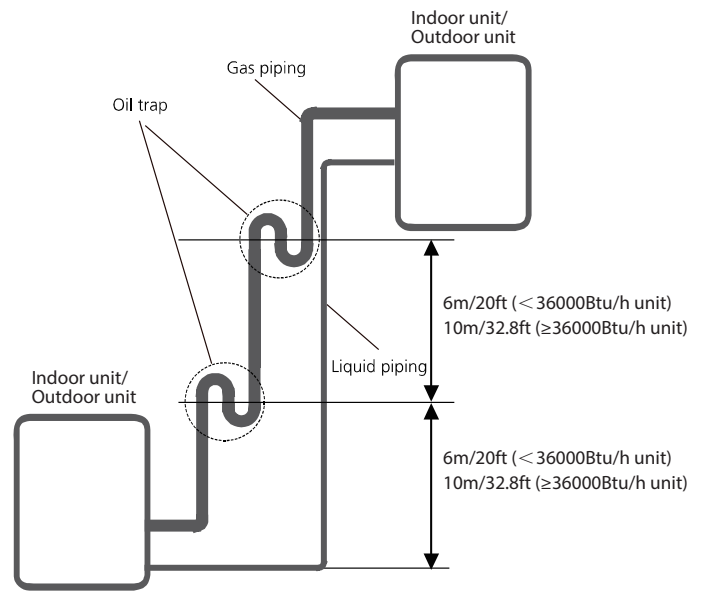 Indoor unit/
Outdoor unit
Gas piping
Oil trap
6m/20ft (＜36000Btu/h unit)
10m/32.8ft (≥36000Btu/h unit)
Liquid piping
Indoor unit/
Outdoor unit
6m/20ft (＜36000Btu/h unit)
10m/32.8ft (≥36000Btu/h unit)